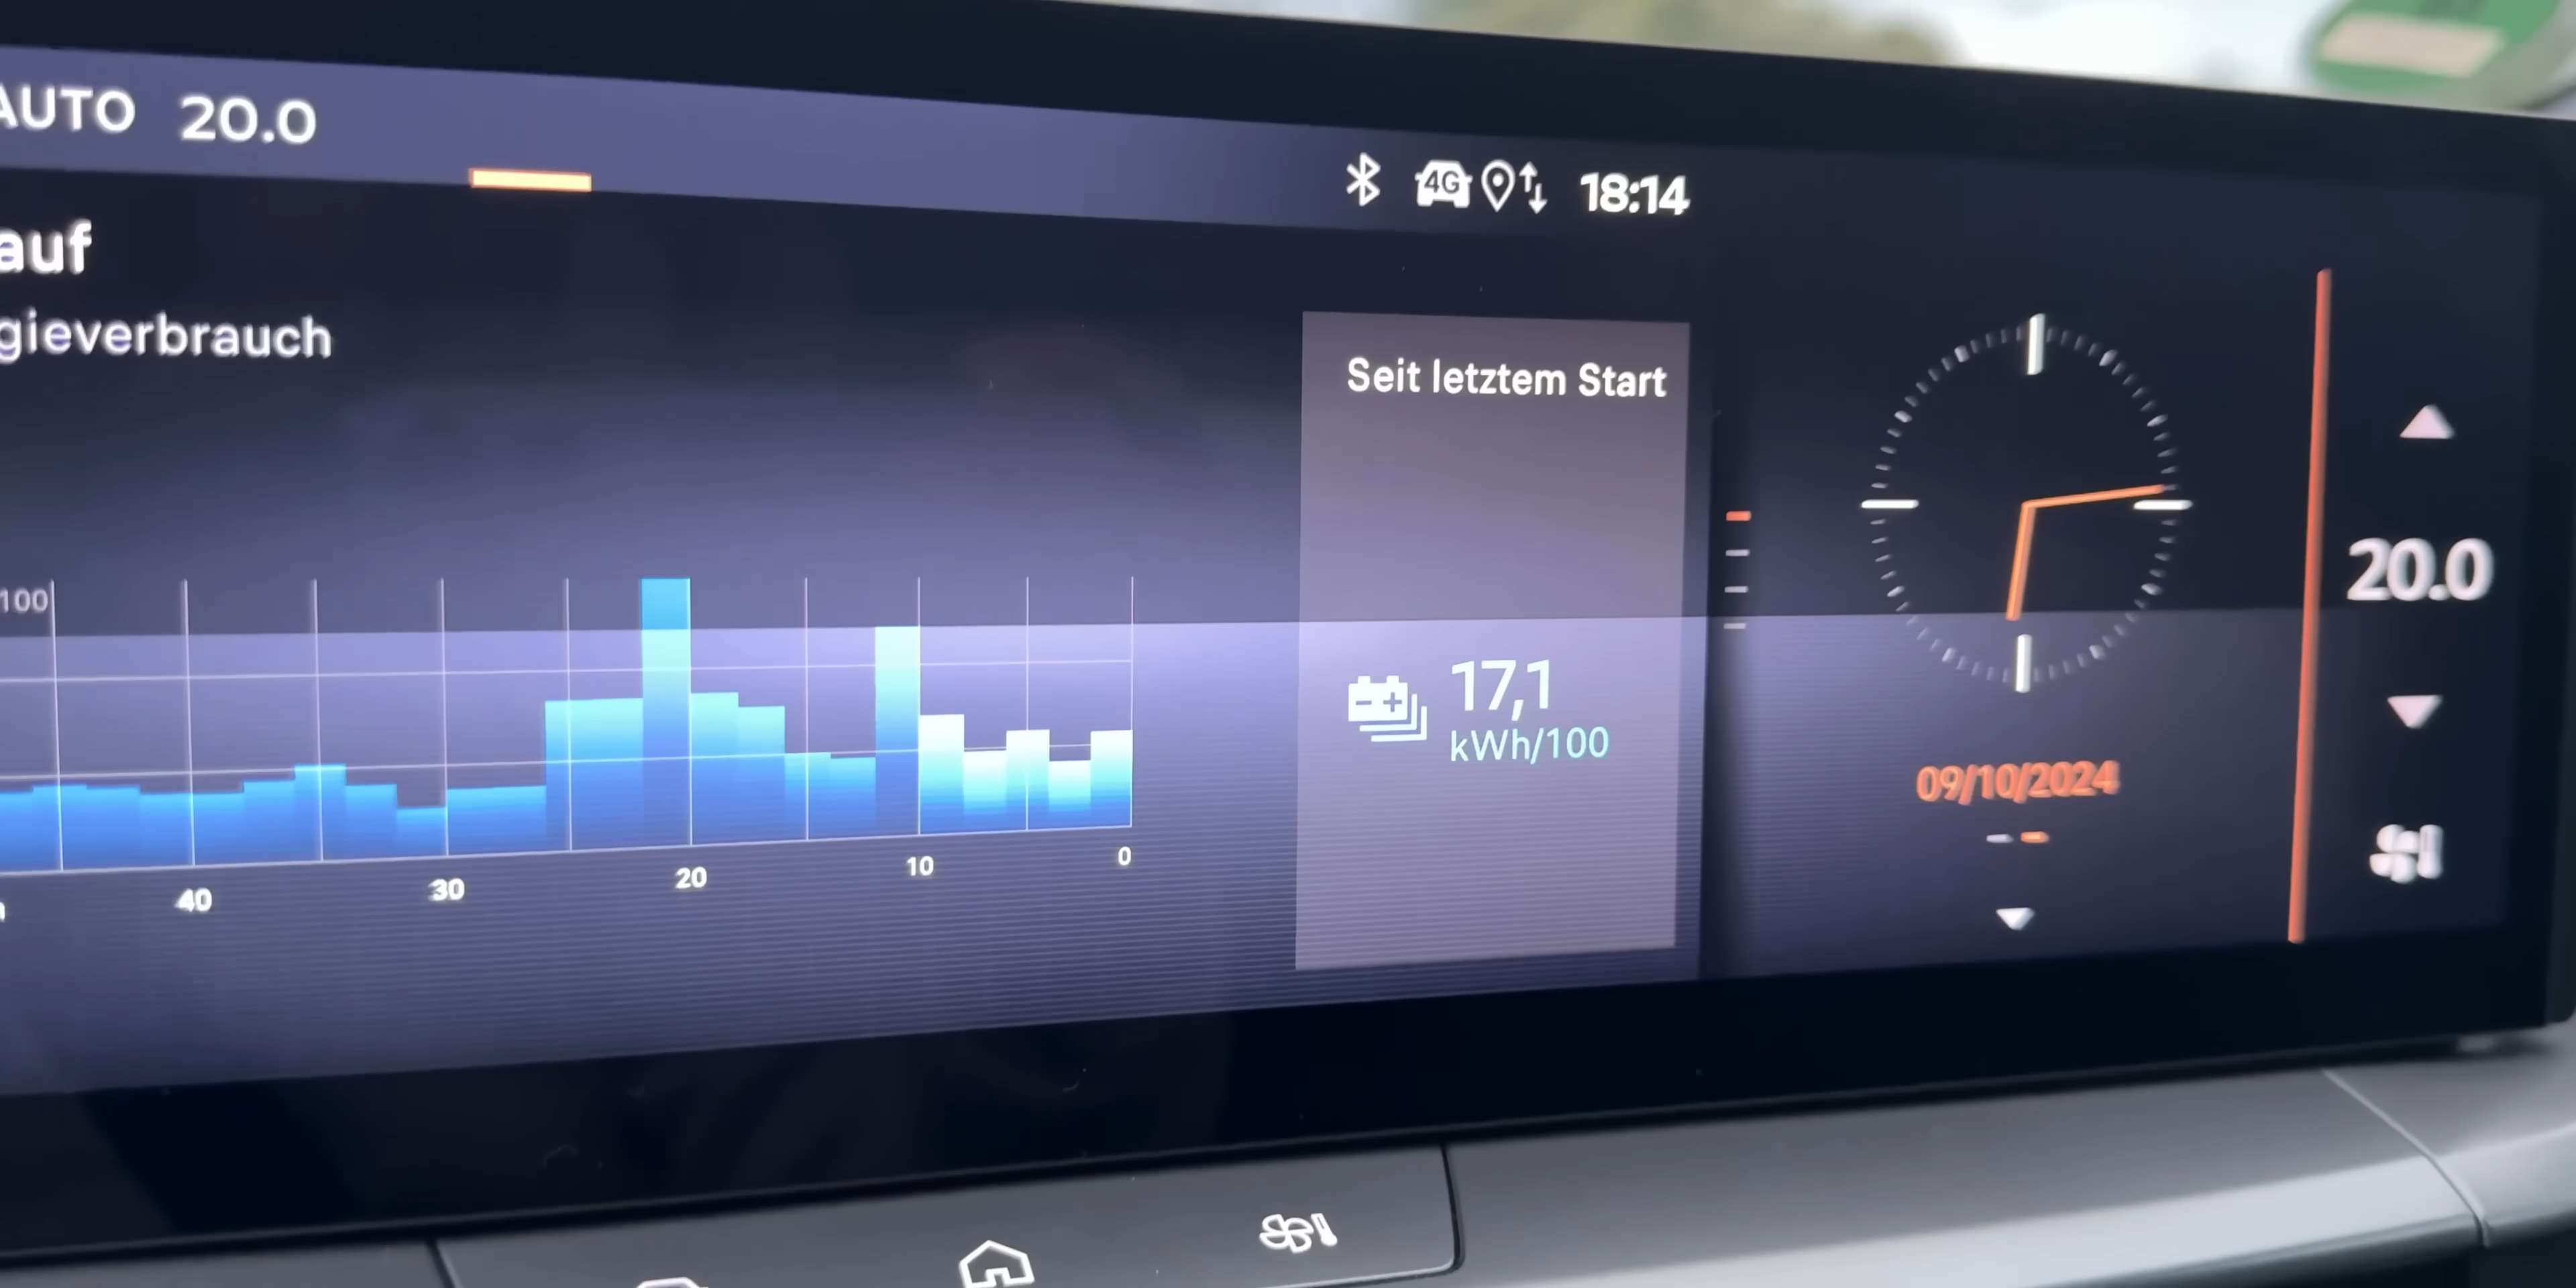 AUTO 20.0
4G 18:14
auf
gieverbrauch
Seit letztem Start
100
17,1
kWh/100
40 30 20 10 0
20.0
09/10/2024